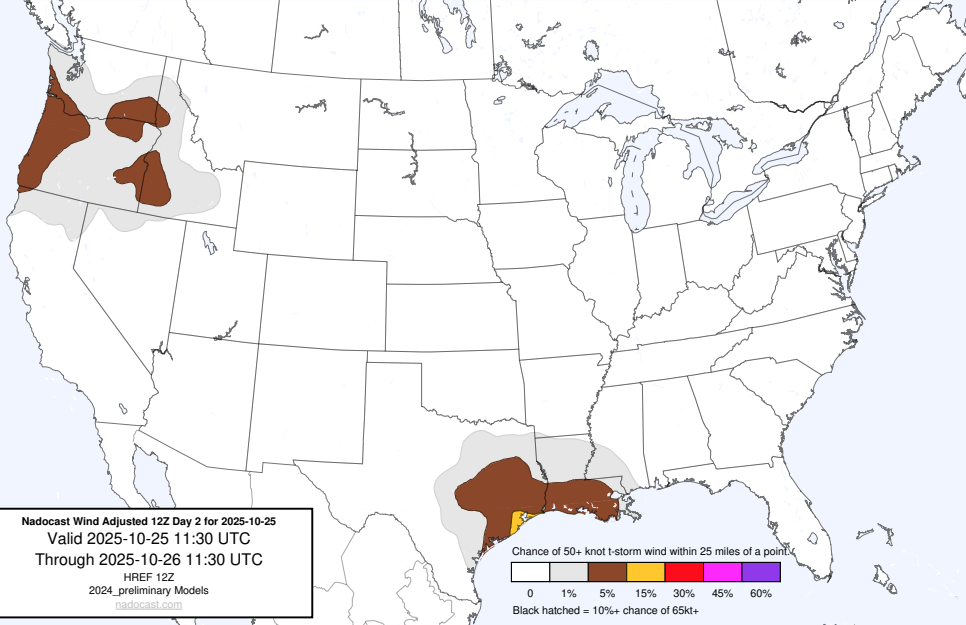 Nadocast Wind Adjusted 12Z Day 2 for 2025-10-25
Valid 2025-10-25 11:30 UTC
Through 2025-10-26 11:30 UTC
HREF 12Z
2024_preliminary Models
nadocast.com
Chance of 50+ knot t-storm wind within 25 miles of a point.
0 1% 5% 15% 30% 45% 60%
Black hatched = 10%+ chance of 65kt+